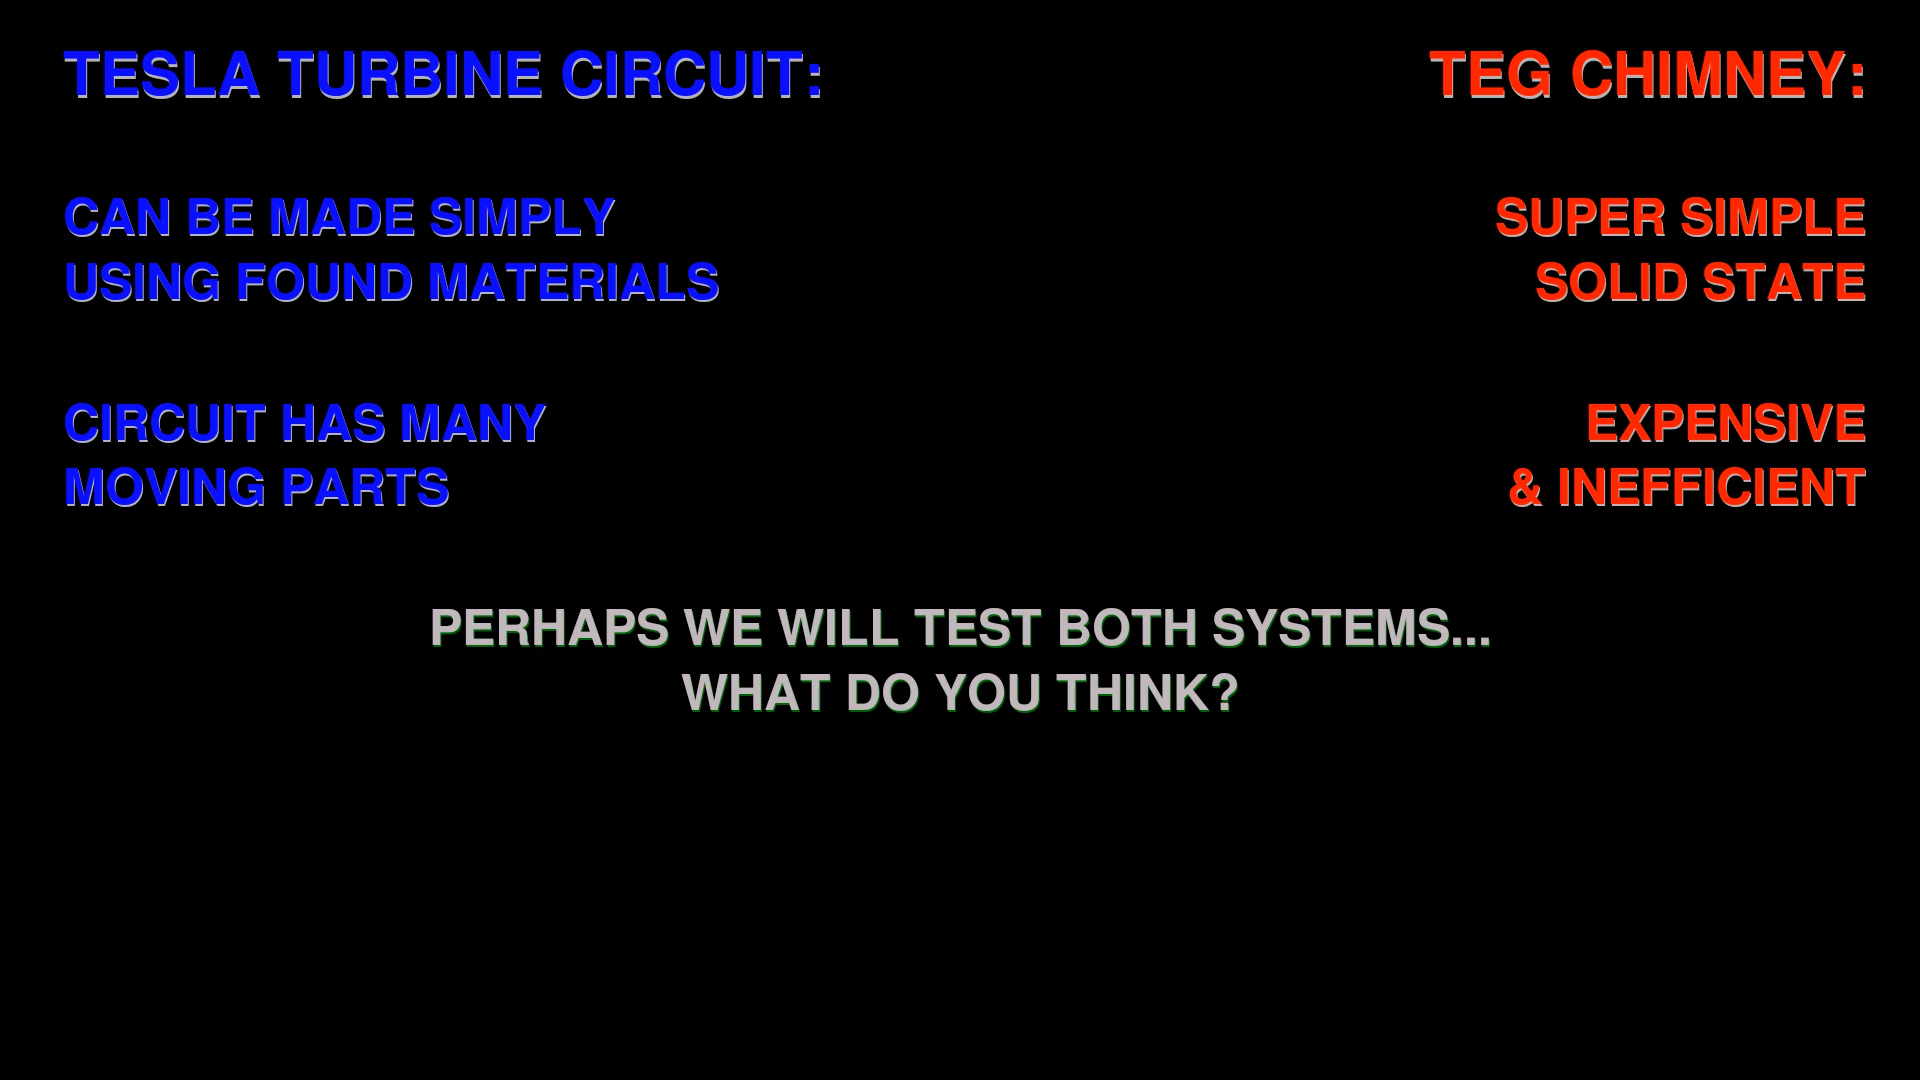 TESLA TURBINE CIRCUIT:
CAN BE MADE SIMPLY
USING FOUND MATERIALS
CIRCUIT HAS MANY
MOVING PARTS
TEG CHIMNEY:
SUPER SIMPLE
SOLID STATE
EXPENSIVE
& INEFFICIENT
PERHAPS WE WILL TEST BOTH SYSTEMS...
WHAT DO YOU THINK?